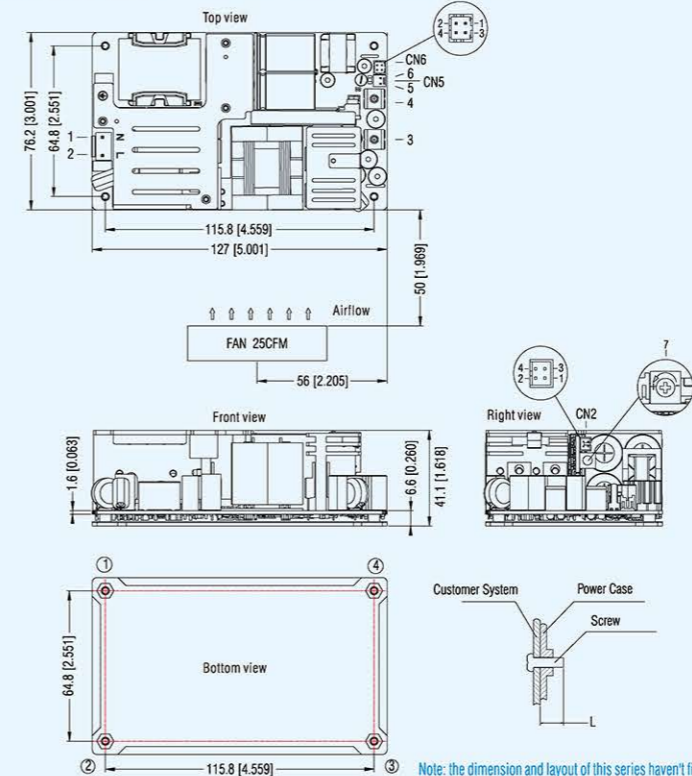 Top view
2
1
4
3
CN6
6
CN5
5
4
3
1
2
N
L
76.2 [3.001]
64.8 [2.551]
115.8 [4.559]
127 [5.001]
50 [1.969]
Airflow
FAN 25CFM
56 [2.205]
Front view
1.6 [0.063]
6.6 [0.260]
41.1 [1.618]
Right view
4
3
2
1
CN2
7
①
④
64.8 [2.551]
Bottom view
②
115.8 [4.559]
③
Customer System
Power Case
Screw
L
Note: the dimension and layout of this series haven't